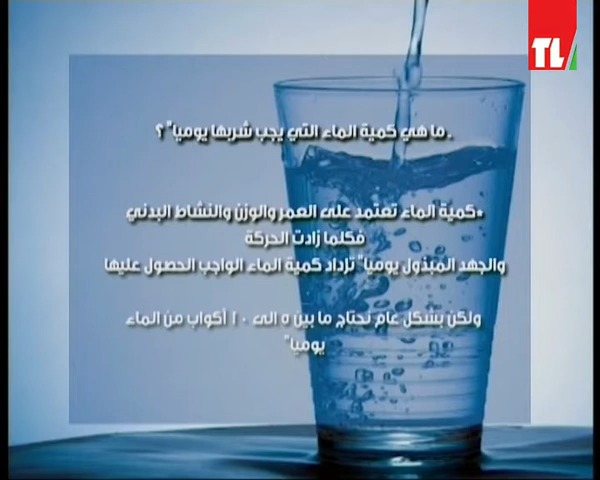 TL
. ما هي كمية الماء التي يجب شربها يوميا" ؟
*كمية الماء تعتمد على العمر والوزن والنشاط البدني
فكلما زادت الحركة
والجهد المبذول يوميا" تزداد كمية الماء الواجب الحصول عليها
ولكن بشكل عام نحتاج ما بين ٥ الى ١٠ أكواب من الماء
يوميا"